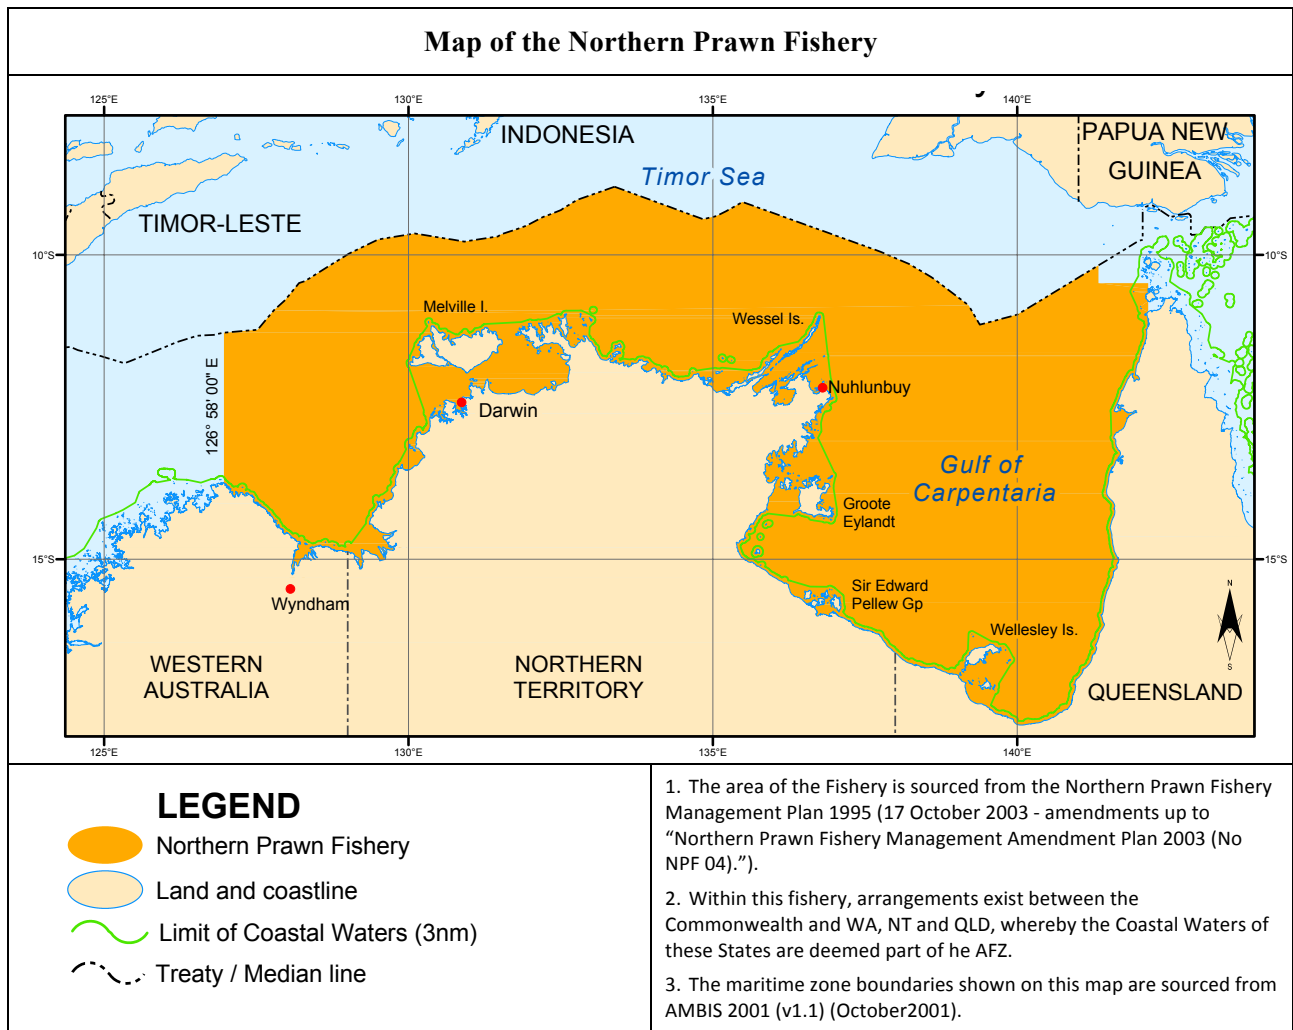 Map of the Northern Prawn Fishery
125°E
130°E
135°E
140°E
INDONESIA
PAPUA NEW
GUINEA
Timor Sea
TIMOR-LESTE
10°S
10°S
Melville I.
Wessel Is.
126° 58' 00" E
Nuhlunbuy
Darwin
Gulf of
Carpentaria
Groote
Eylandt
15°S
15°S
Sir Edward
Pellew Gp
Wyndham
N
S
Wellesley Is.
WESTERN
AUSTRALIA
NORTHERN
TERRITORY
QUEENSLAND
125°E
130°E
135°E
140°E
LEGEND
Northern Prawn Fishery
Land and coastline
Limit of Coastal Waters (3nm)
Treaty / Median line
1. The area of the Fishery is sourced from the Northern Prawn Fishery
Management Plan 1995 (17 October 2003 - amendments up to
“Northern Prawn Fishery Management Amendment Plan 2003 (No
NPF 04).”).
2. Within this fishery, arrangements exist between the
Commonwealth and WA, NT and QLD, whereby the Coastal Waters of
these States are deemed part of he AFZ.
3. The maritime zone boundaries shown on this map are sourced from
AMBIS 2001 (v1.1) (October2001).